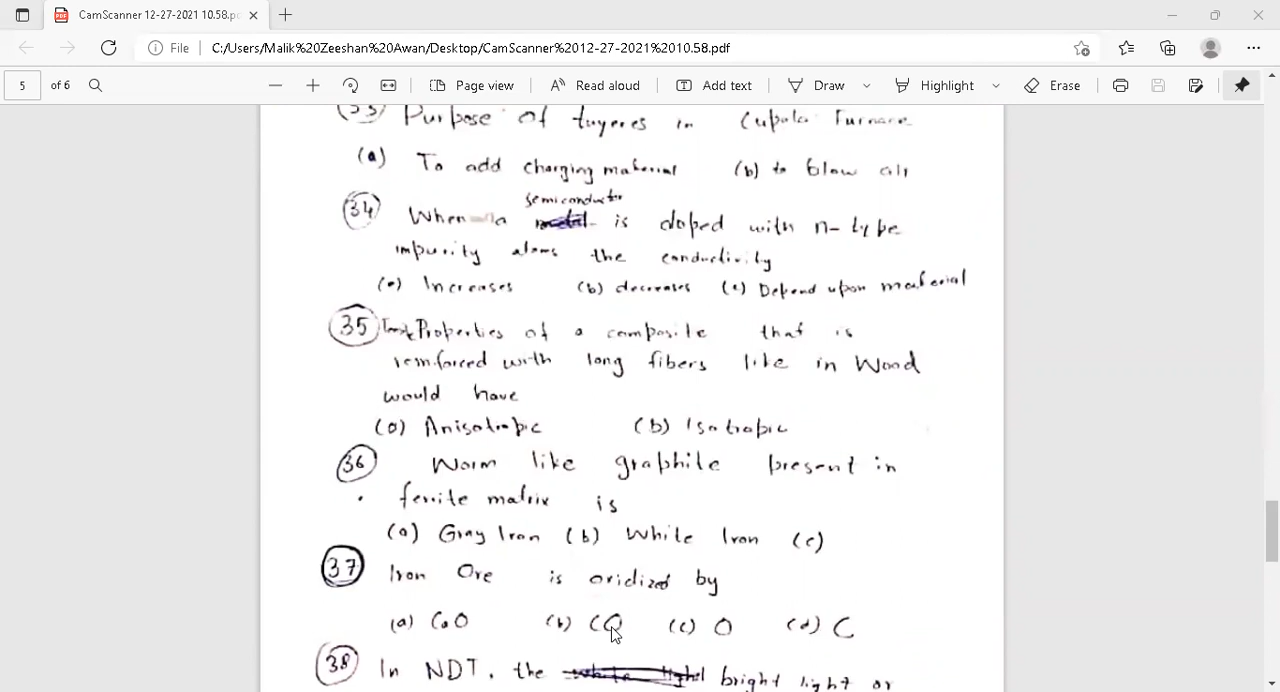 CamScanner 12-27-2021 10.58.p
File C:/Users/Malik%20Zeeshan%20Awan/Desktop/CamScanner%2012-27-2021%2010.58.pdf
5 of 6 Page view Read aloud Add text Draw Highlight Erase
(33) Purpose of tuyeres in Cupola Furnace
(a) To add charging material (b) to blow air
semiconductor
(34) When a metal is doped with n-type
impurity atoms the conductivity
(a) Increases (b) decreases (c) Depend upon material
(35) Properties of a composite that is
reinforced with long fibers like in Wood
would have
(a) Anisotropic (b) Isotropic
(36) Worm like graphite present in
ferrite matrix is
(a) Gray Iron (b) White Iron (c)
(37) Iron Ore is oxidized by
(a) CaO (b) CO (c) O (d) C
(38) In NDT, the bright light or